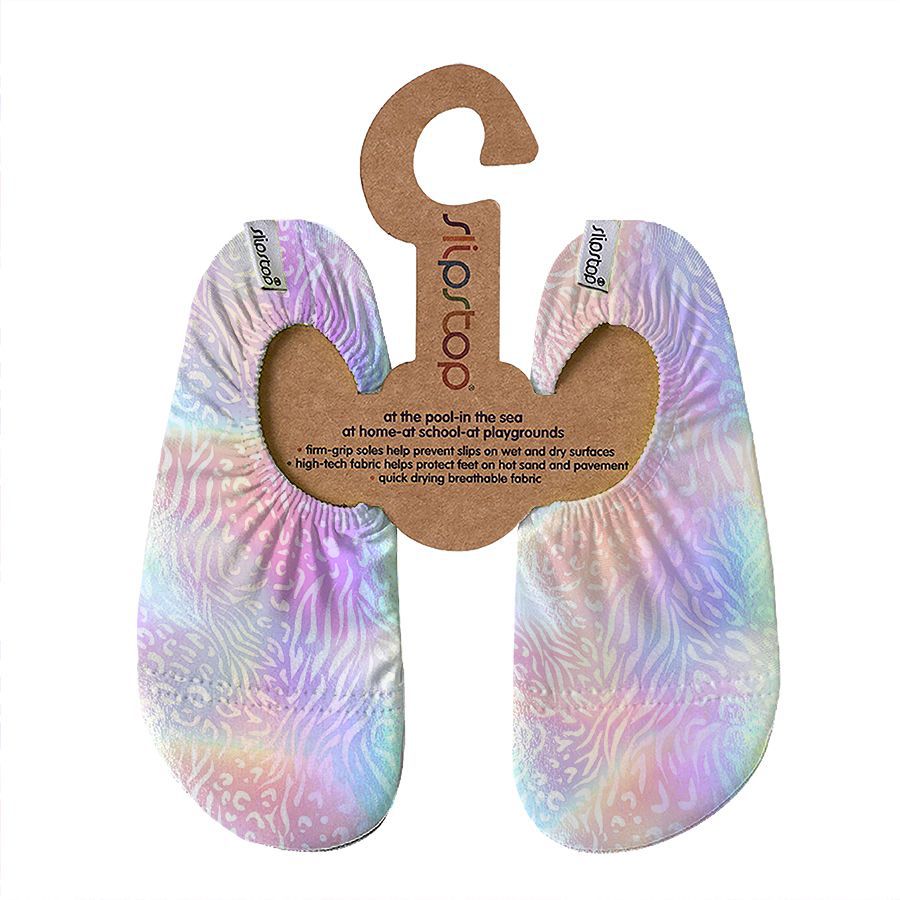 slipstop
slipstop
slipstop®
at the pool-in the sea
at home-at school-at playgrounds
• firm-grip soles help prevent slips on wet and dry surfaces
• high-tech fabric helps protect feet on hot sand and pavement
• quick drying breathable fabric